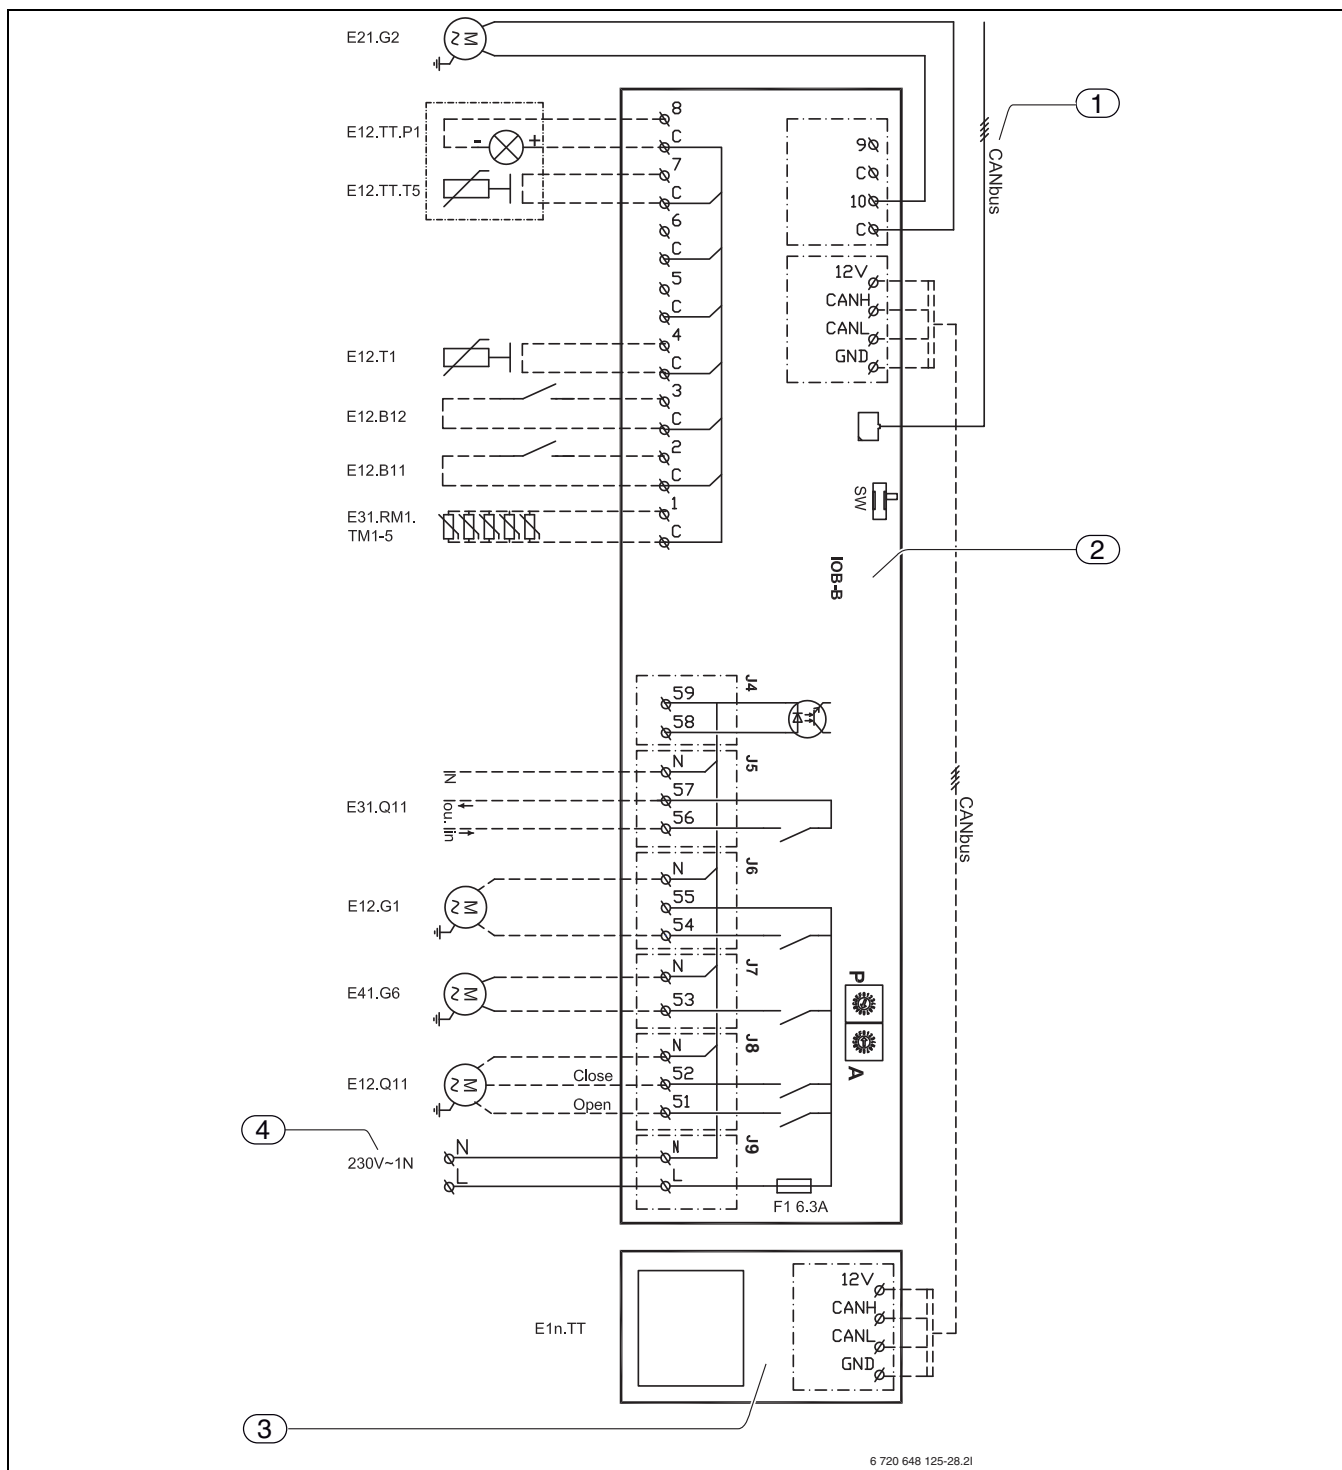 E21.G2
M
1
E12.TT.P1
- +
8
C
E12.TT.T5
7
C
6
C
5
C
E12.T1
4
C
E12.B12
3
C
E12.B11
2
C
E31.RM1.
TM1-5
1
C
9
C
10
C
12V
CANH
CANL
GND
CANbus
SW
2
IOB-B
J4
59
58
J5
N
57
56
E31.Q11
N
ou.
in
CANbus
J6
N
55
54
E12.G1
M
J7
N
53
E41.G6
M
P
A
J8
N
52
51
E12.Q11
M
Close
Open
4
230V~1N
N
L
J9
N
L
F1 6.3A
E1n.TT
12V
CANH
CANL
GND
3
6 720 648 125-28.2I